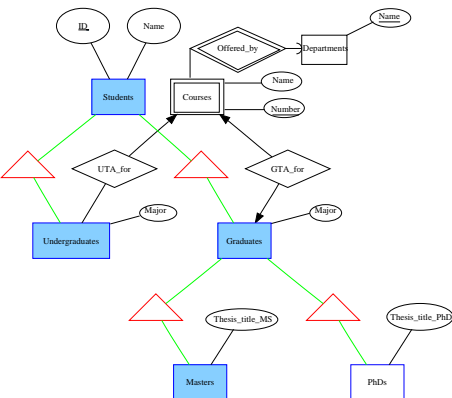 Name
ID
Name
Offered_by
Departments
Name
Students
Courses
Number
UTA_for
GTA_for
Major
Major
Undergraduates
Graduates
Thesis_title_MS
Thesis_title_PhD
Masters
PhDs